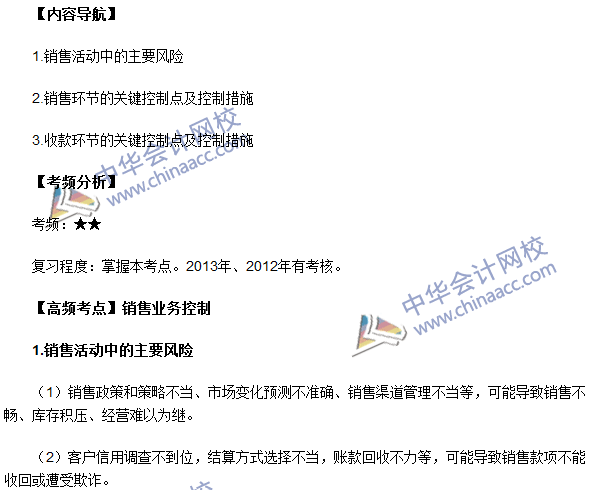 【内容导航】
1.销售活动中的主要风险
2.销售环节的关键控制点及控制措施
3.收款环节的关键控制点及控制措施
【考频分析】
考频：★★
复习程度：掌握本考点。2013年、2012年有考核。
【高频考点】销售业务控制
1.销售活动中的主要风险
（1）销售政策和策略不当、市场变化预测不准确、销售渠道管理不当等，可能导致销售不
畅、库存积压、经营难以为继。
（2）客户信用调查不到位，结算方式选择不当，账款回收不力等，可能导致销售款项不能
收回或遭受欺诈。
中华会计网校
www.chinaacc.com
中华会计网校
www.chinaacc.com